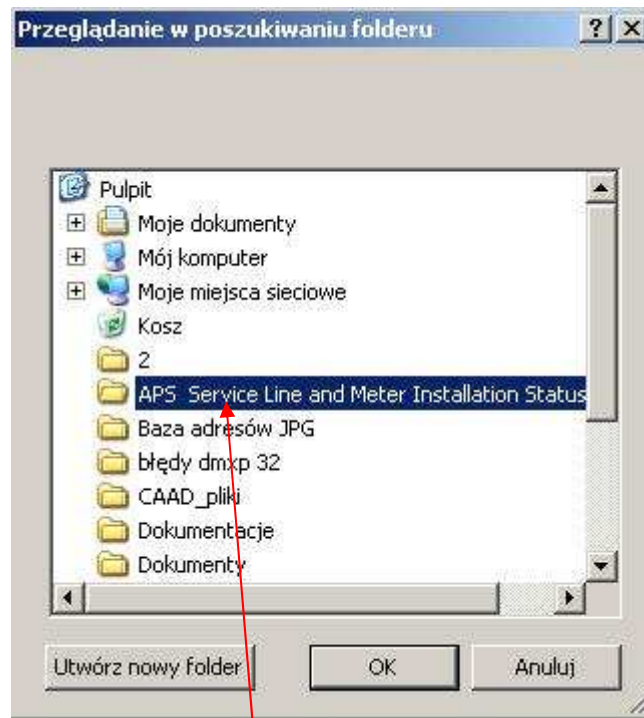 Przeglądanie w poszukiwaniu folderu
Pulpit
Moje dokumenty
Mój komputer
Moje miejsca sieciowe
Kosz
2
APS Service Line and Meter Installation Status
Baza adresów JPG
błędy dmxp 32
CAAD_pliki
Dokumentacje
Dokumenty
Utwórz nowy folder OK Anuluj